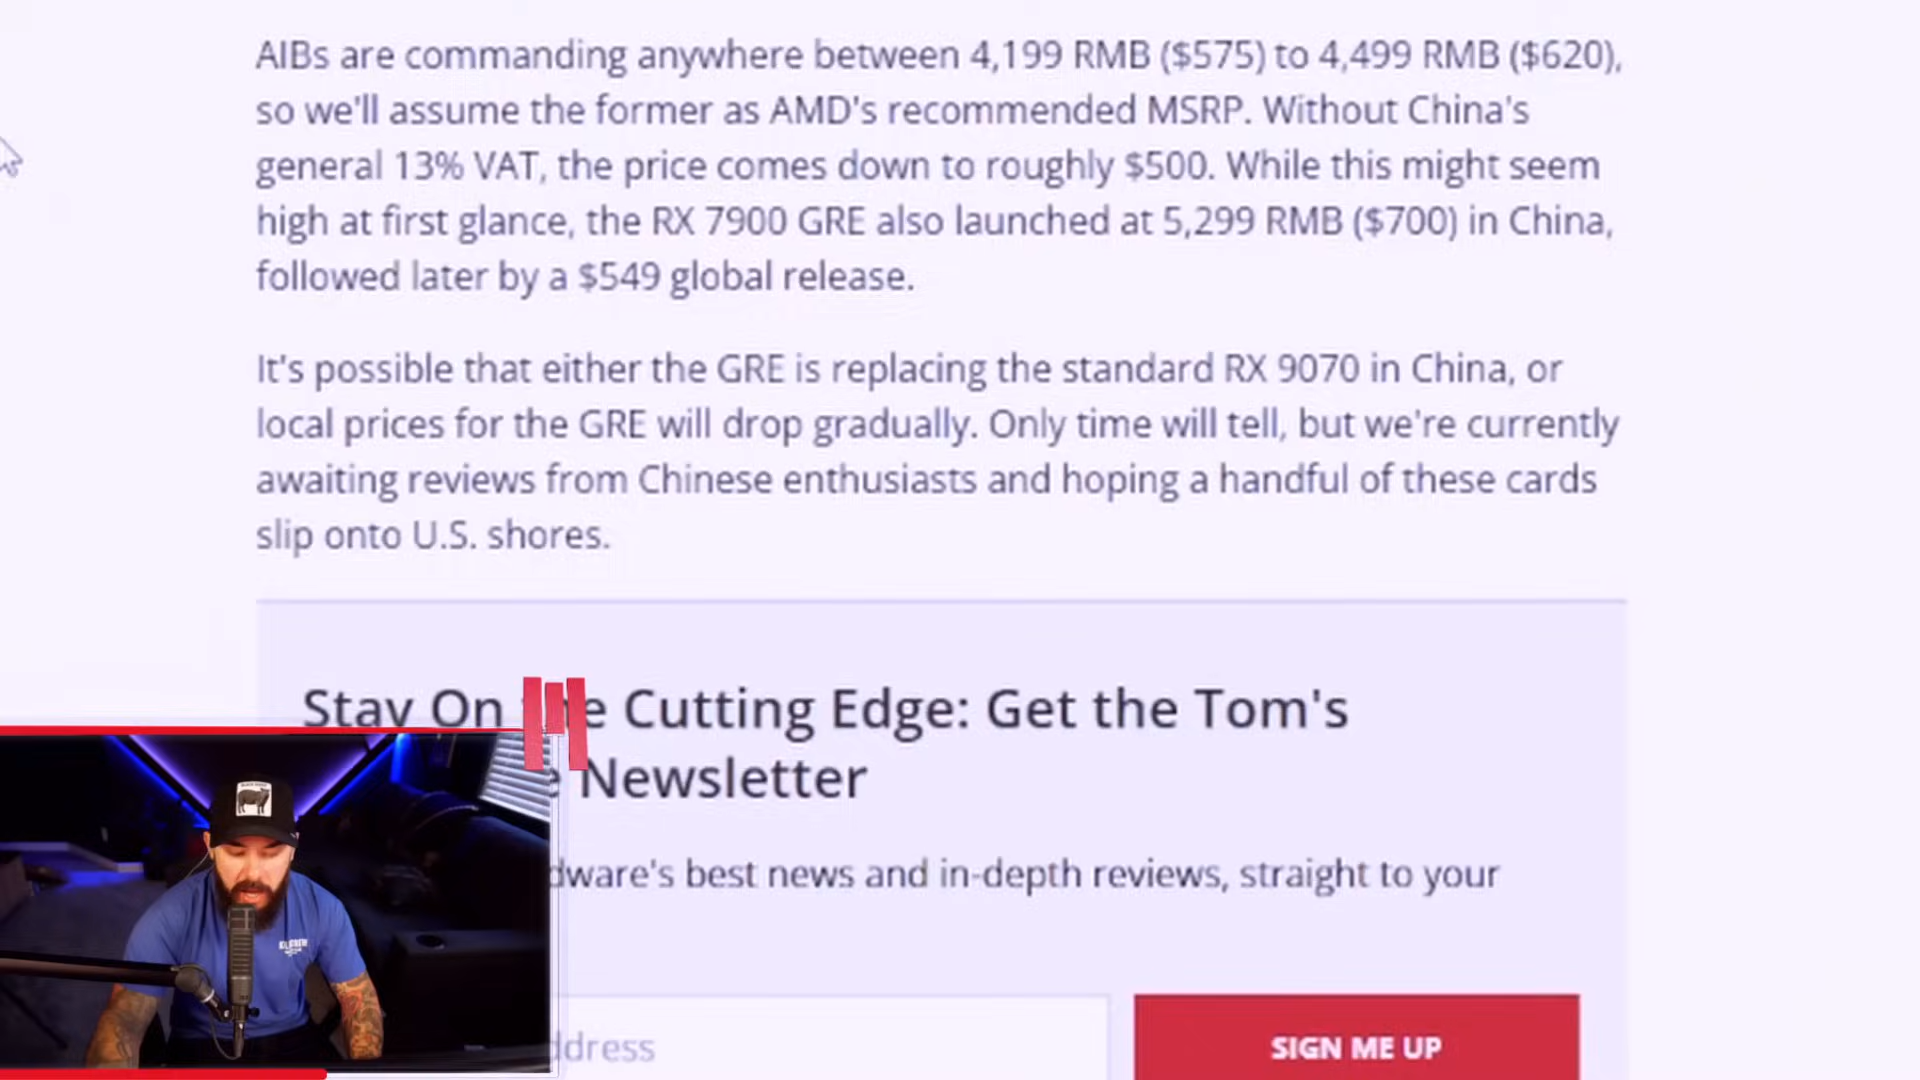 AIBs are commanding anywhere between 4,199 RMB ($575) to 4,499 RMB ($620),
so we'll assume the former as AMD's recommended MSRP. Without China's
general 13% VAT, the price comes down to roughly $500. While this might seem
high at first glance, the RX 7900 GRE also launched at 5,299 RMB ($700) in China,
followed later by a $549 global release.
It's possible that either the GRE is replacing the standard RX 9070 in China, or
local prices for the GRE will drop gradually. Only time will tell, but we're currently
awaiting reviews from Chinese enthusiasts and hoping a handful of these cards
slip onto U.S. shores.
Stay On the Cutting Edge: Get the Tom's
e Newsletter
dware's best news and in-depth reviews, straight to your
ddress
SIGN ME UP